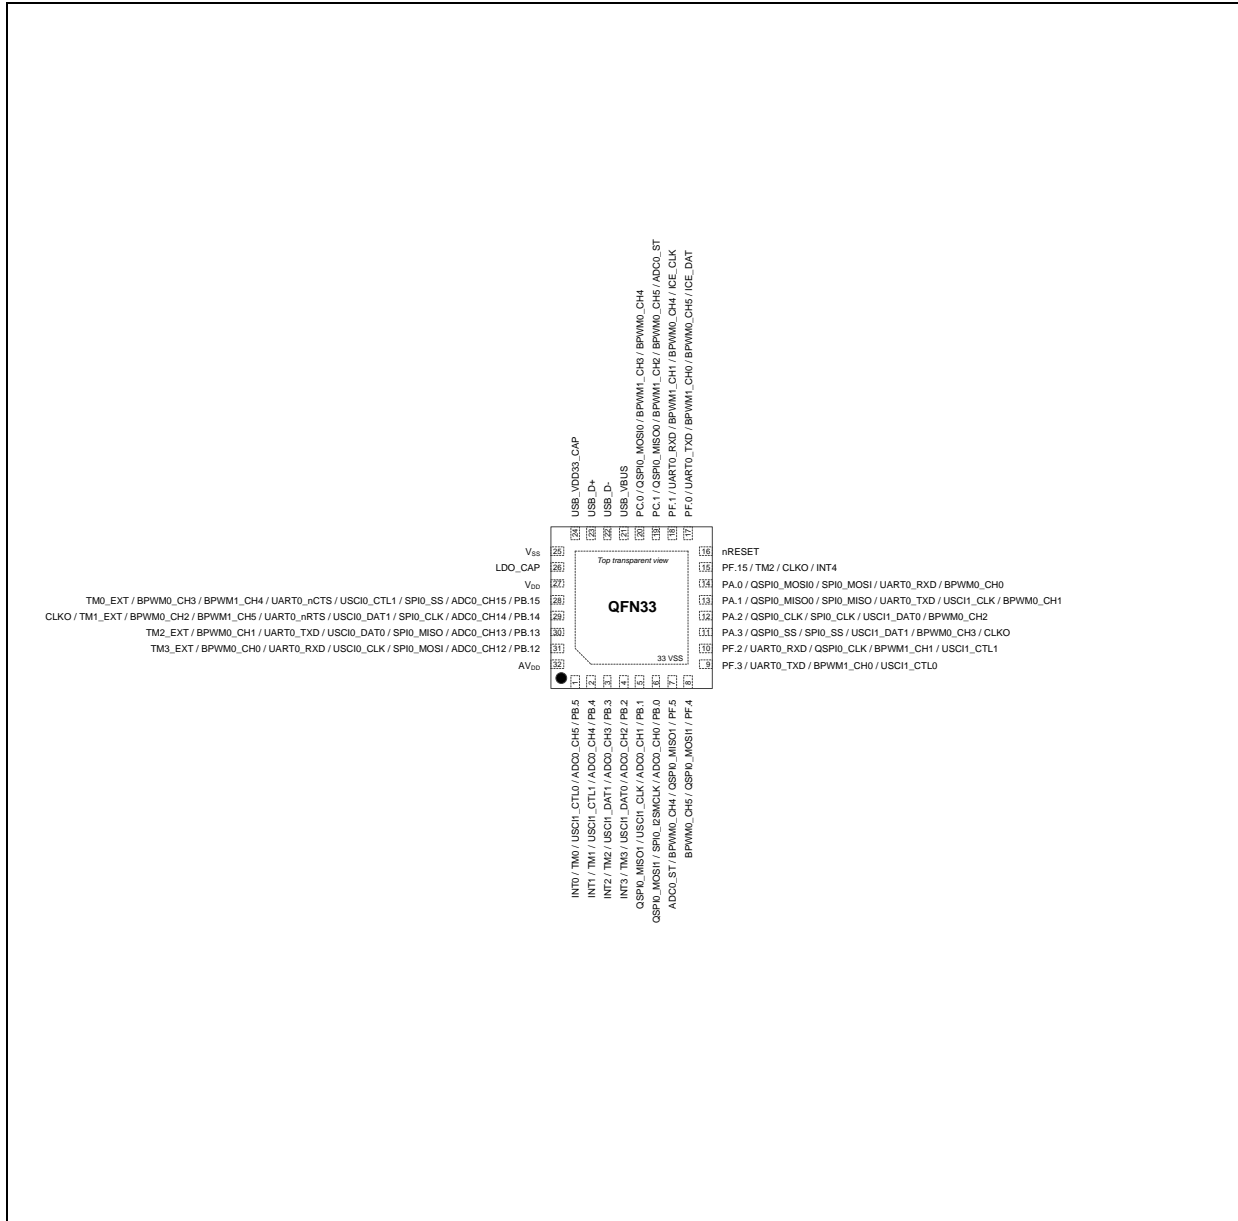 USB_VDD33_CAP
USB_D+
USB_D-
USB_VBUS
PC.0 / QSPI0_MOSI0 / BPWM1_CH3 / BPWM0_CH4
PC.1 / QSPI0_MISO0 / BPWM1_CH2 / BPWM0_CH5 / ADC0_ST
PF.1 / UART0_RXD / BPWM1_CH1 / BPWM0_CH4 / ICE_CLK
PF.0 / UART0_TXD / BPWM1_CH0 / BPWM0_CH5 / ICE_DAT
24 23 22 21 20 19 18 17
VSS 25
LDO_CAP 26
VDD 27
TM0_EXT / BPWM0_CH3 / BPWM1_CH4 / UART0_nCTS / USCI0_CTL1 / SPI0_SS / ADC0_CH15 / PB.15 28
CLKO / TM1_EXT / BPWM0_CH2 / BPWM1_CH5 / UART0_nRTS / USCI0_DAT1 / SPI0_CLK / ADC0_CH14 / PB.14 29
TM2_EXT / BPWM0_CH1 / UART0_TXD / USCI0_DAT0 / SPI0_MISO / ADC0_CH13 / PB.13 30
TM3_EXT / BPWM0_CH0 / UART0_RXD / USCI0_CLK / SPI0_MOSI / ADC0_CH12 / PB.12 31
AVDD 32
Top transparent view
QFN33
33 VSS
16 nRESET
15 PF.15 / TM2 / CLKO / INT4
14 PA.0 / QSPI0_MOSI0 / SPI0_MOSI / UART0_RXD / BPWM0_CH0
13 PA.1 / QSPI0_MISO0 / SPI0_MISO / UART0_TXD / USCI1_CLK / BPWM0_CH1
12 PA.2 / QSPI0_CLK / SPI0_CLK / USCI1_DAT0 / BPWM0_CH2
11 PA.3 / QSPI0_SS / SPI0_SS / USCI1_DAT1 / BPWM0_CH3 / CLKO
10 PF.2 / UART0_RXD / QSPI0_CLK / BPWM1_CH1 / USCI1_CTL1
9 PF.3 / UART0_TXD / BPWM1_CH0 / USCI1_CTL0
1 2 3 4 5 6 7 8
INT0 / TM0 / USCI1_CTL0 / ADC0_CH5 / PB.5
INT1 / TM1 / USCI1_CTL1 / ADC0_CH4 / PB.4
INT2 / TM2 / USCI1_DAT1 / ADC0_CH3 / PB.3
INT3 / TM3 / USCI1_DAT0 / ADC0_CH2 / PB.2
QSPI0_MISO1 / USCI1_CLK / ADC0_CH1 / PB.1
QSPI0_MOSI1 / SPI0_I2SMCLK / ADC0_CH0 / PB.0
ADC0_ST / BPWM0_CH4 / QSPI0_MISO1 / PF.5
BPWM0_CH5 / QSPI0_MOSI1 / PF.4